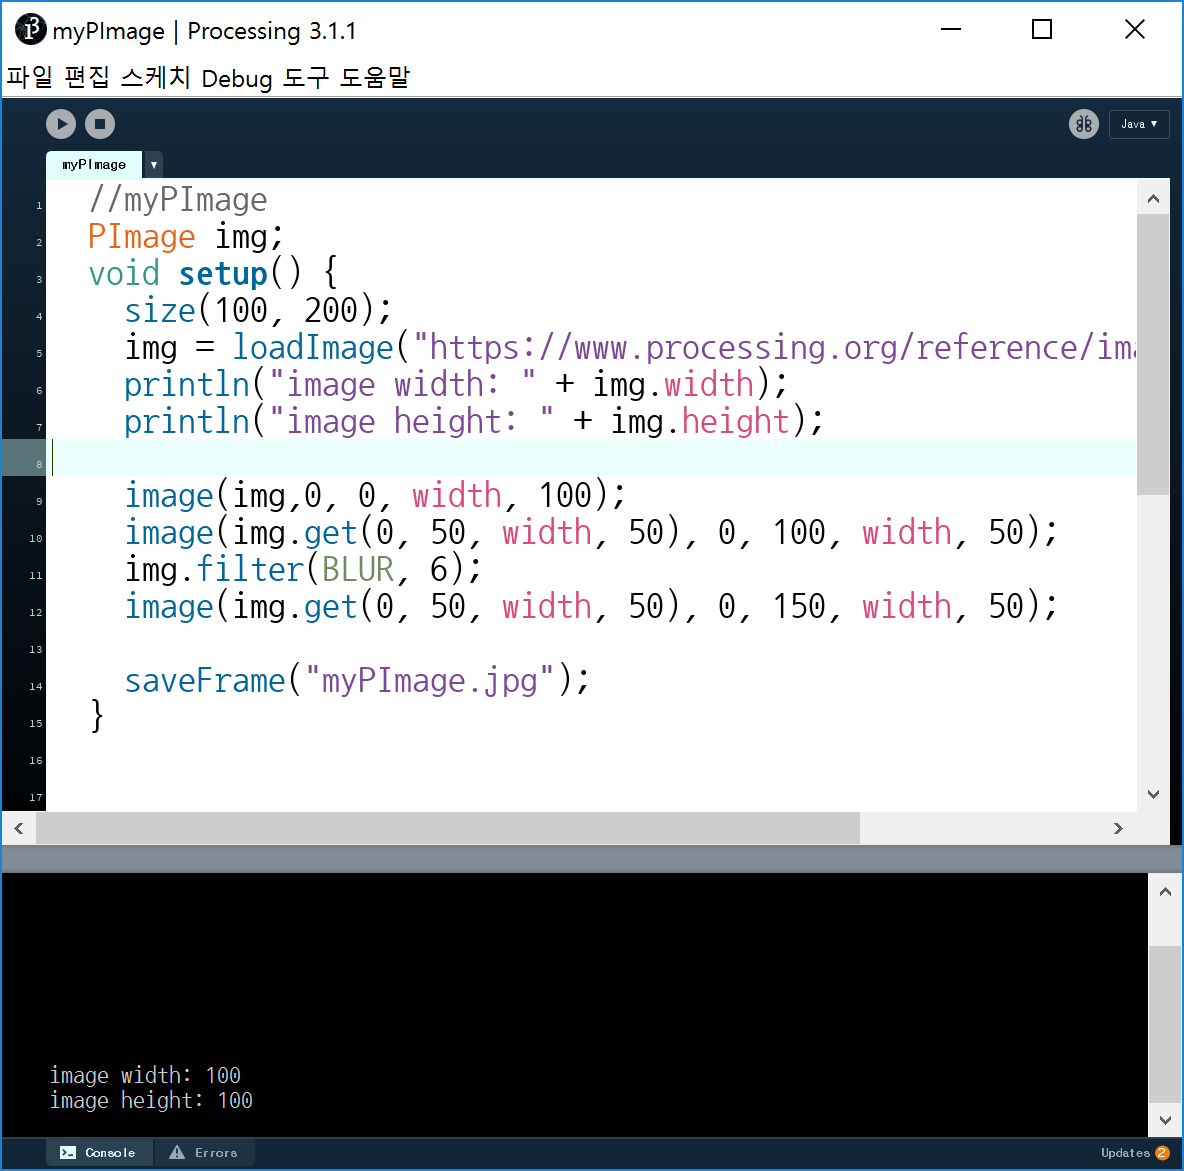 myPImage | Processing 3.1.1
파일 편집 스케치 Debug 도구 도움말
Java ▼
myPImage ▼
1 //myPImage
2 PImage img;
3 void setup() {
4 size(100, 200);
5 img = loadImage("https://www.processing.org/reference/ima
6 println("image width: " + img.width);
7 println("image height: " + img.height);
8
9 image(img,0, 0, width, 100);
10 image(img.get(0, 50, width, 50), 0, 100, width, 50);
11 img.filter(BLUR, 6);
12 image(img.get(0, 50, width, 50), 0, 150, width, 50);
13
14 saveFrame("myPImage.jpg");
15 }
16
17
image width: 100
image height: 100
Console Errors Updates 2